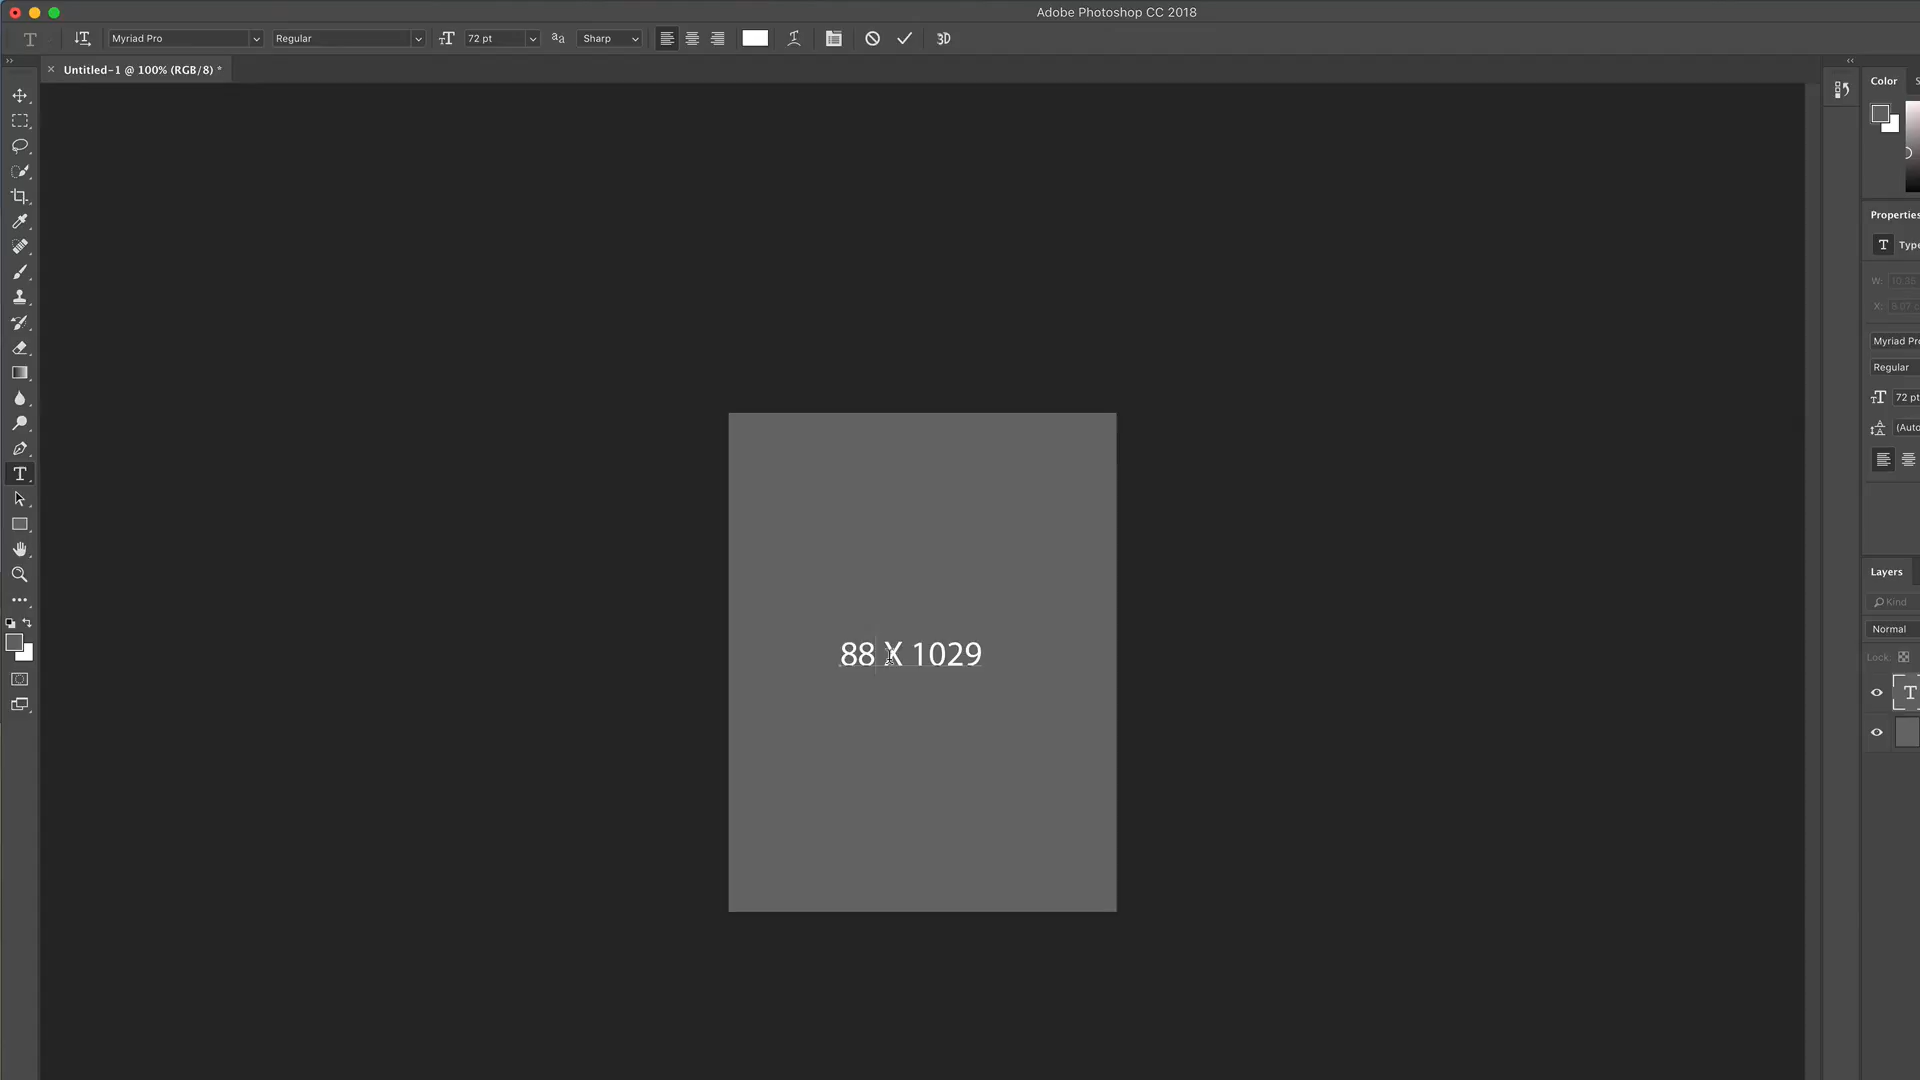 Adobe Photoshop CC 2018
Myriad Pro
Regular
72 pt
Sharp
3D
Untitled-1 @ 100% (RGB/8) *
Color
Properties
T
W:
X:
Myriad Pro
Regular
72 pt
(Auto
88 X 1029
Layers
Kind
Normal
Lock:
T